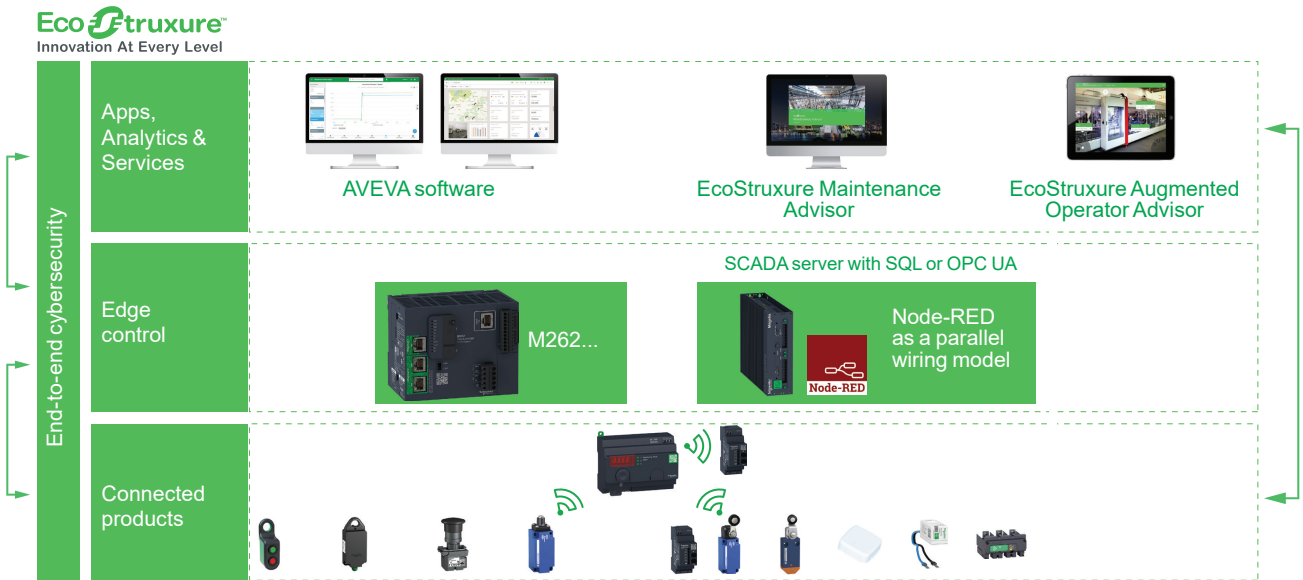 EcoStruxure™
Innovation At Every Level
End-to-end cybersecurity
Apps,
Analytics &
Services
AVEVA software
EcoStruxure Maintenance
Advisor
EcoStruxure Augmented
Operator Advisor
Edge
control
SCADA server with SQL or OPC UA
M262...
Node-RED
Node-RED
as a parallel
wiring model
Connected
products